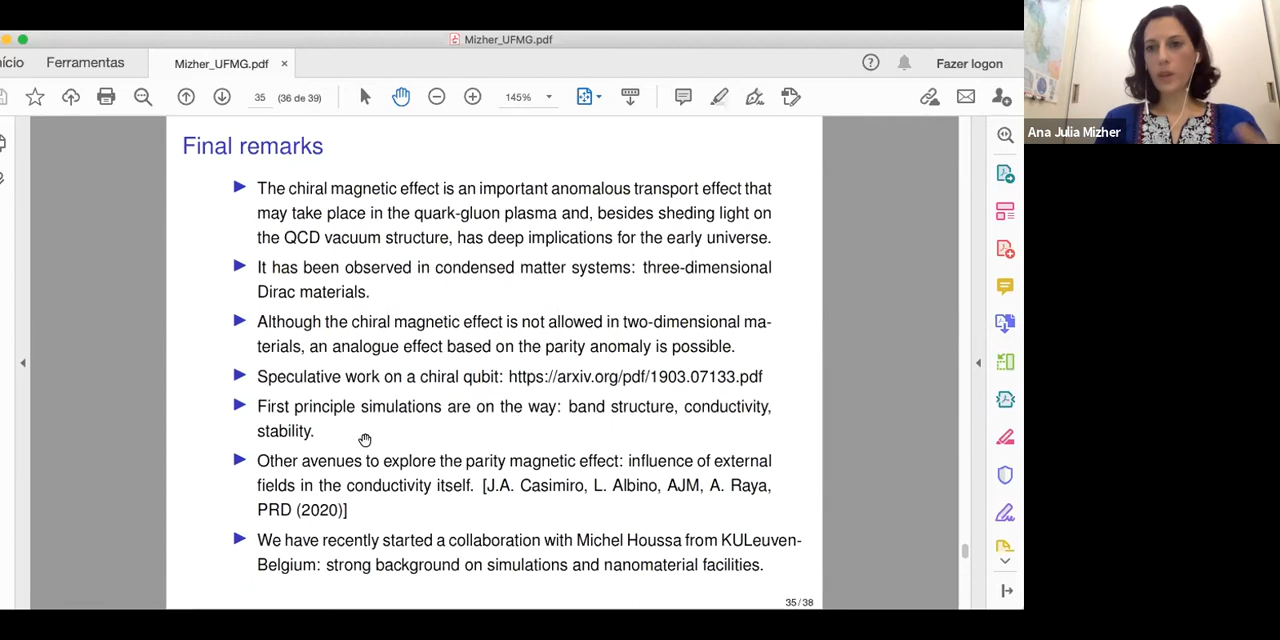 Mizher_UFMG.pdf
nício
Ferramentas
Mizher_UFMG.pdf ×
Fazer logon
35 (36 de 39)
145%
Ana Julia Mizher
Final remarks
The chiral magnetic effect is an important anomalous transport effect that
may take place in the quark-gluon plasma and, besides sheding light on
the QCD vacuum structure, has deep implications for the early universe.
It has been observed in condensed matter systems: three-dimensional
Dirac materials.
Although the chiral magnetic effect is not allowed in two-dimensional ma-
terials, an analogue effect based on the parity anomaly is possible.
Speculative work on a chiral qubit: https://arxiv.org/pdf/1903.07133.pdf
First principle simulations are on the way: band structure, conductivity,
stability.
Other avenues to explore the parity magnetic effect: influence of external
fields in the conductivity itself. [J.A. Casimiro, L. Albino, AJM, A. Raya,
PRD (2020)]
We have recently started a collaboration with Michel Houssa from KULeuven-
Belgium: strong background on simulations and nanomaterial facilities.
35/38